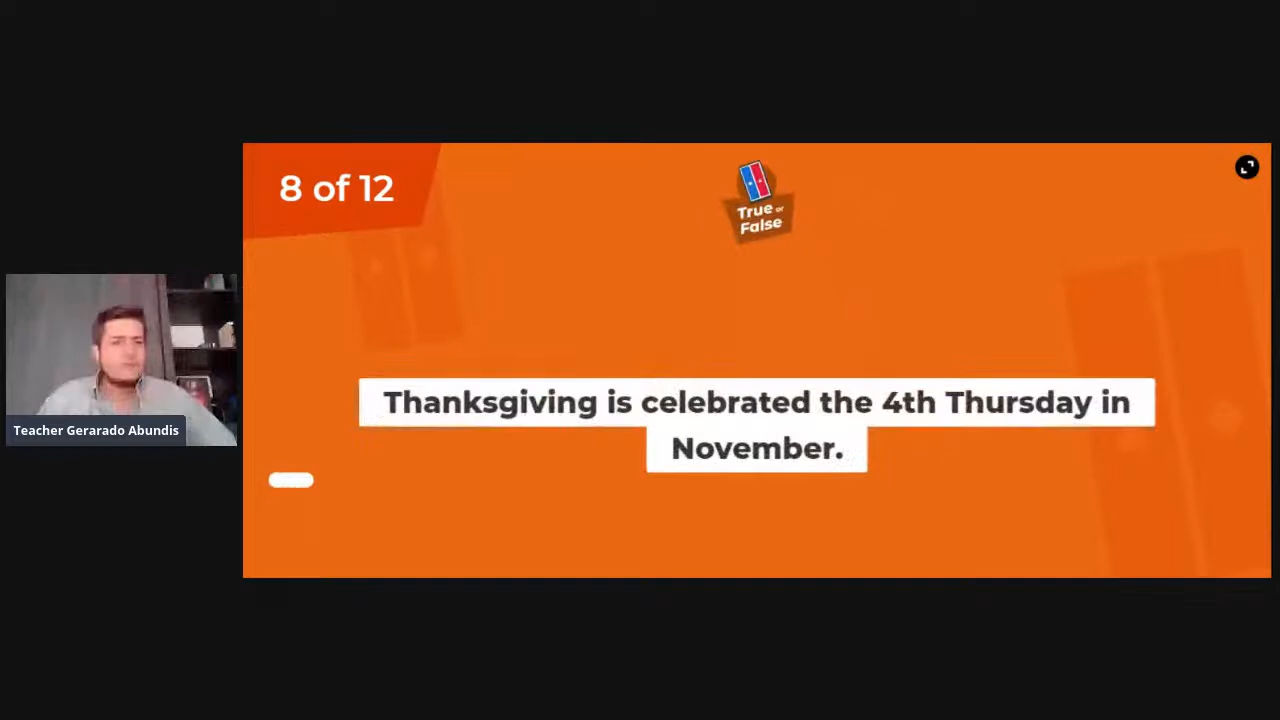 8 of 12
True or
False
Thanksgiving is celebrated the 4th Thursday in
November.
Teacher Gerarado Abundis